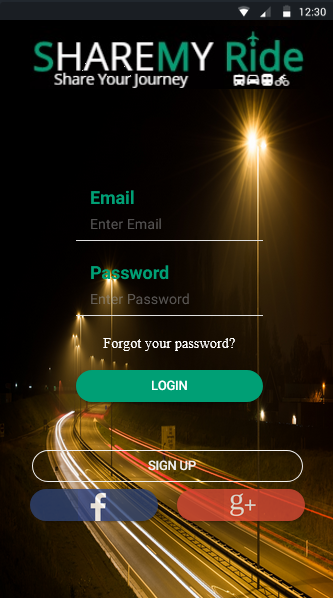 12:30
SHAREMY Ride
Share Your Journey
Email
Enter Email
Password
Enter Password
Forgot your password?
LOGIN
SIGN UP
f
g+